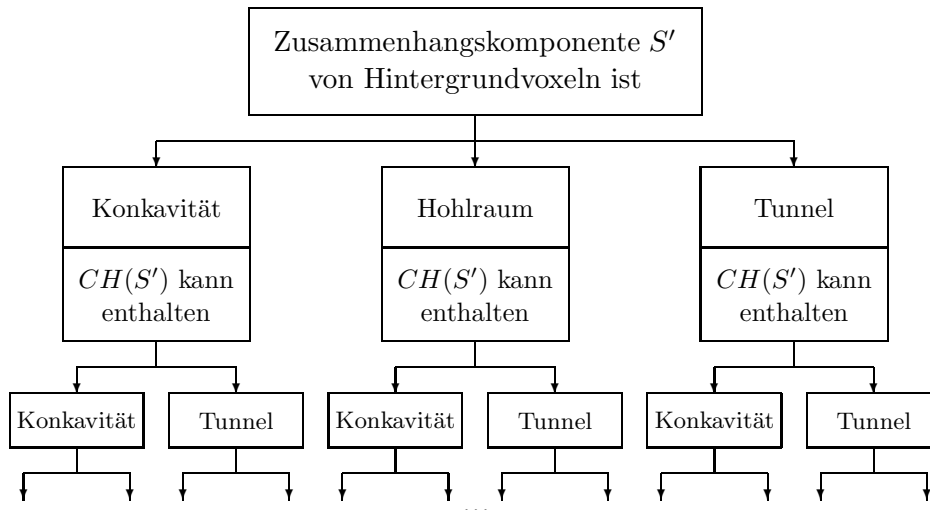 Zusammenhangskomponente S′
von Hintergrundvoxeln ist
Konkavität
Hohlraum
Tunnel
CH(S′) kann
enthalten
CH(S′) kann
enthalten
CH(S′) kann
enthalten
Konkavität
Tunnel
Konkavität
Tunnel
Konkavität
Tunnel
...